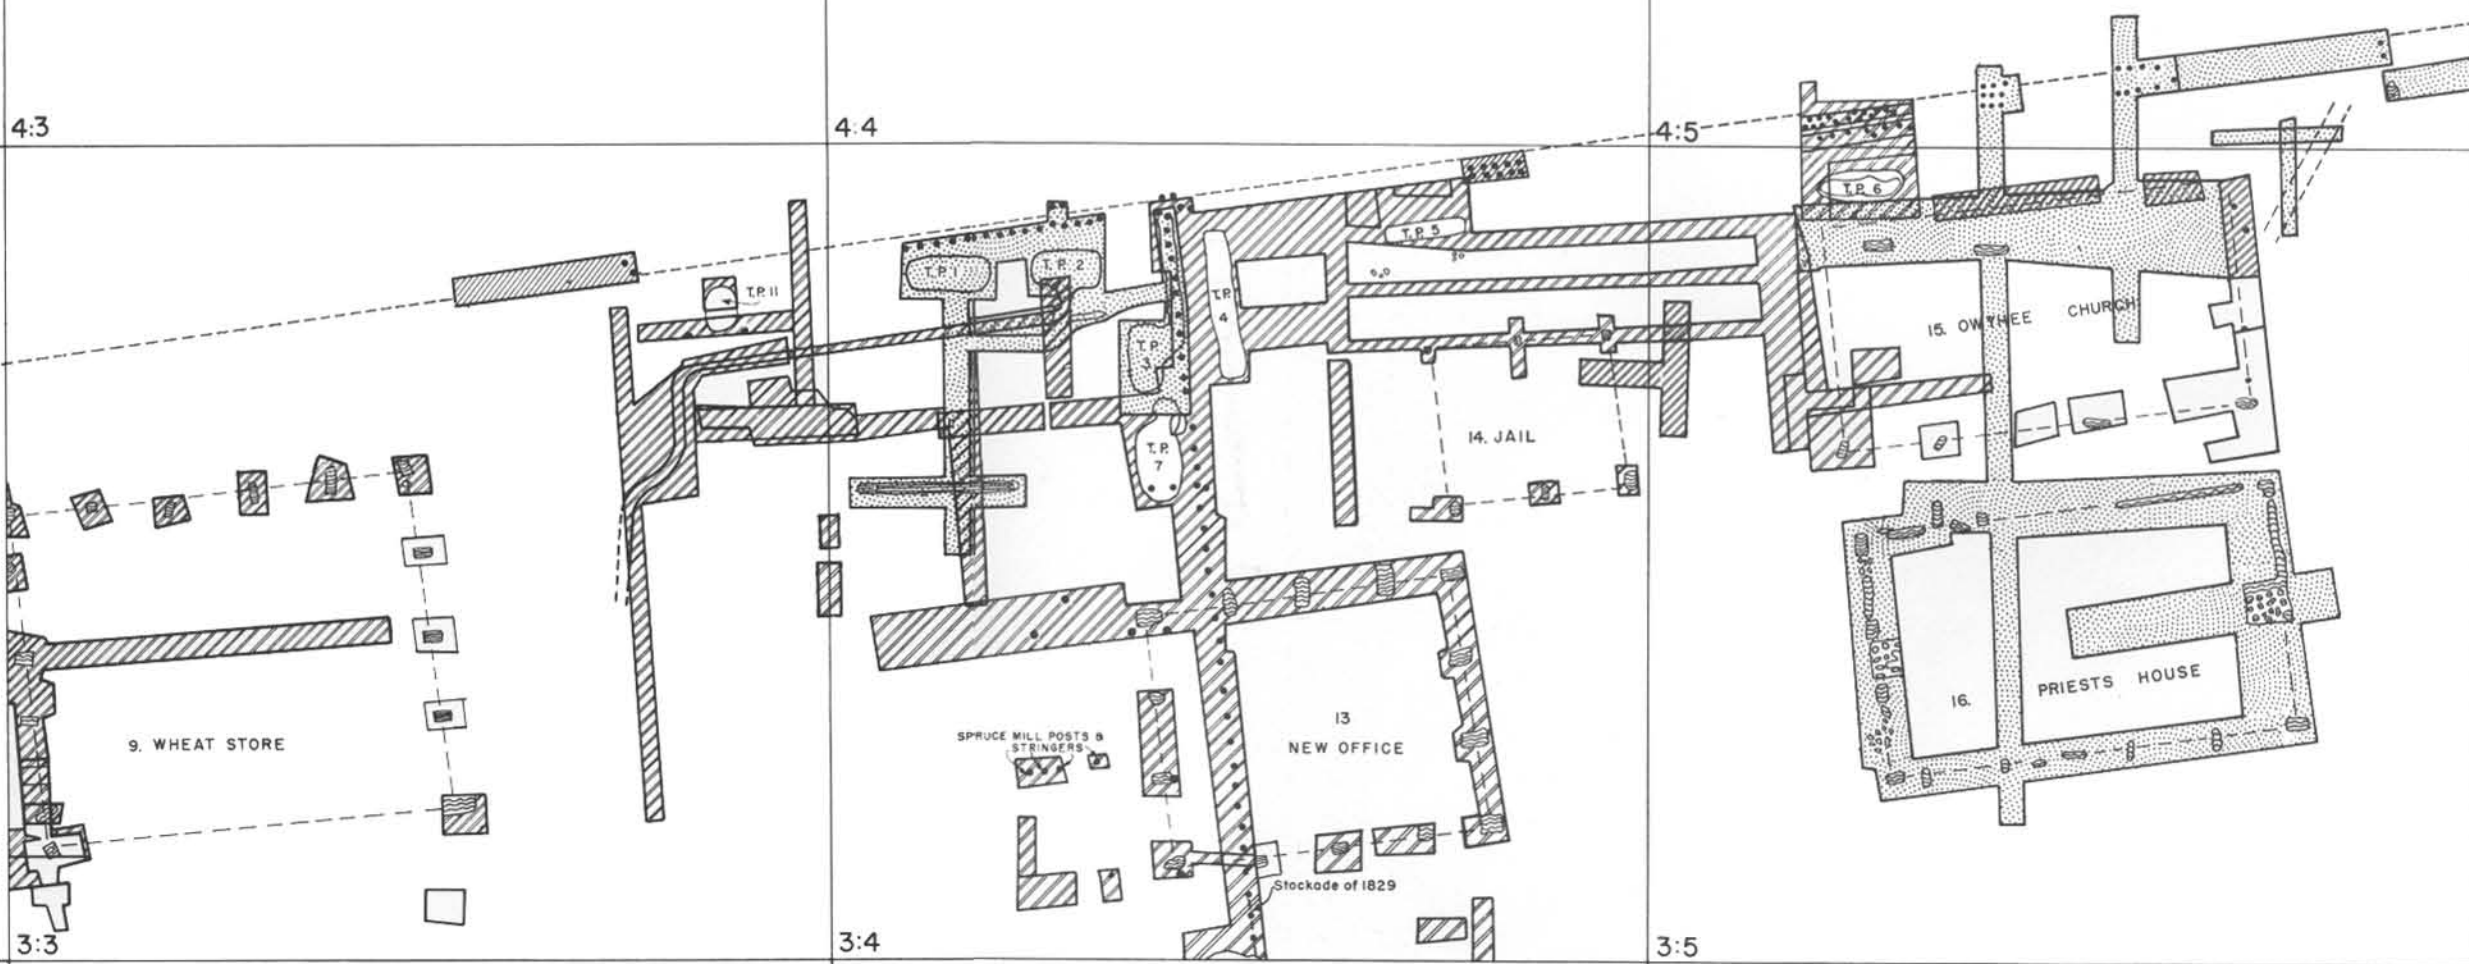 4:3
4:4
4:5
T.P. 6
T.P. 5
T.P. 1
T.P. 2
T.P. 11
T.P.
4
T.P.
3
15. OWYHEE CHURCH
14. JAIL
T.P.
7
16. PRIESTS HOUSE
9. WHEAT STORE
SPRUCE MILL POSTS &
STRINGERS
13
NEW OFFICE
Stockade of 1829
3:3
3:4
3:5